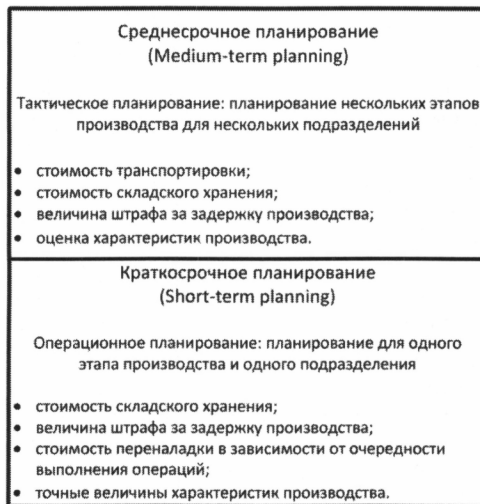 Среднесрочное планирование
(Medium-term planning)
Тактическое планирование: планирование нескольких этапов
производства для нескольких подразделений
• стоимость транспортировки;
• стоимость складского хранения;
• величина штрафа за задержку производства;
• оценка характеристик производства.
Краткосрочное планирование
(Short-term planning)
Операционное планирование: планирование для одного
этапа производства и одного подразделения
• стоимость складского хранения;
• величина штрафа за задержку производства;
• стоимость переналадки в зависимости от очередности
выполнения операций;
• точные величины характеристик производства.